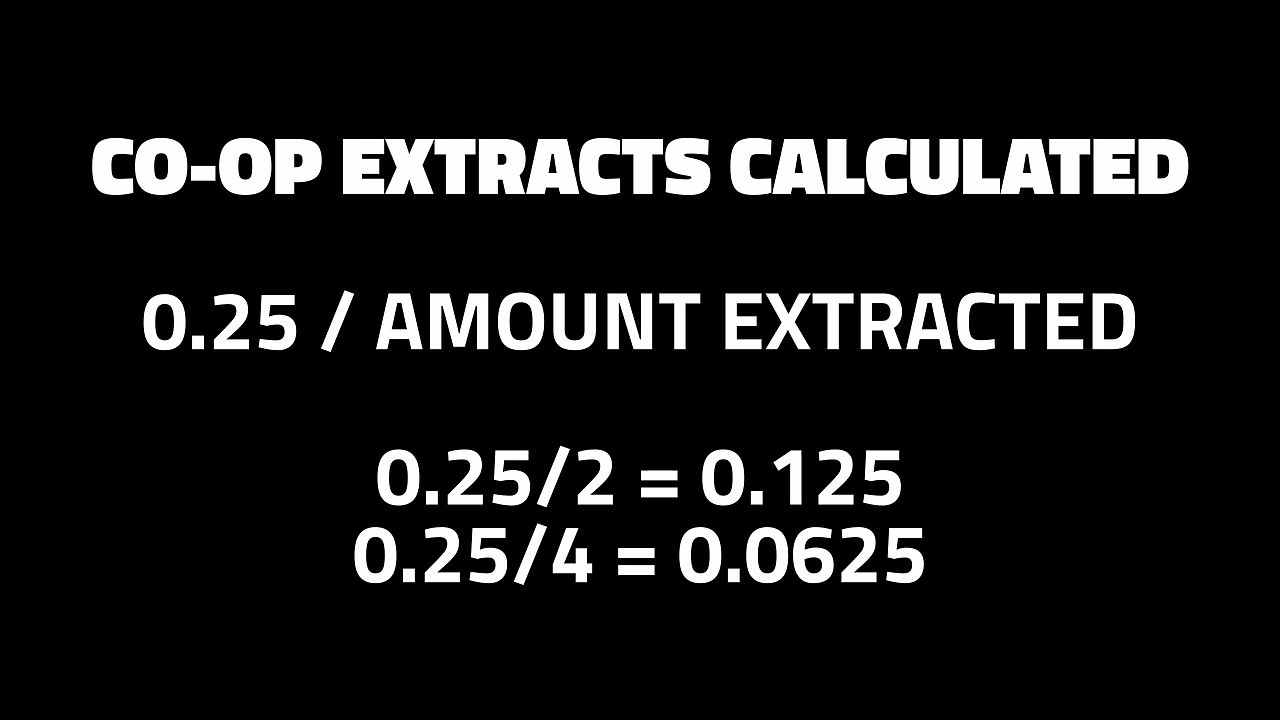 CO-OP EXTRACTS CALCULATED
0.25 / AMOUNT EXTRACTED
0.25/2 = 0.125
0.25/4 = 0.0625